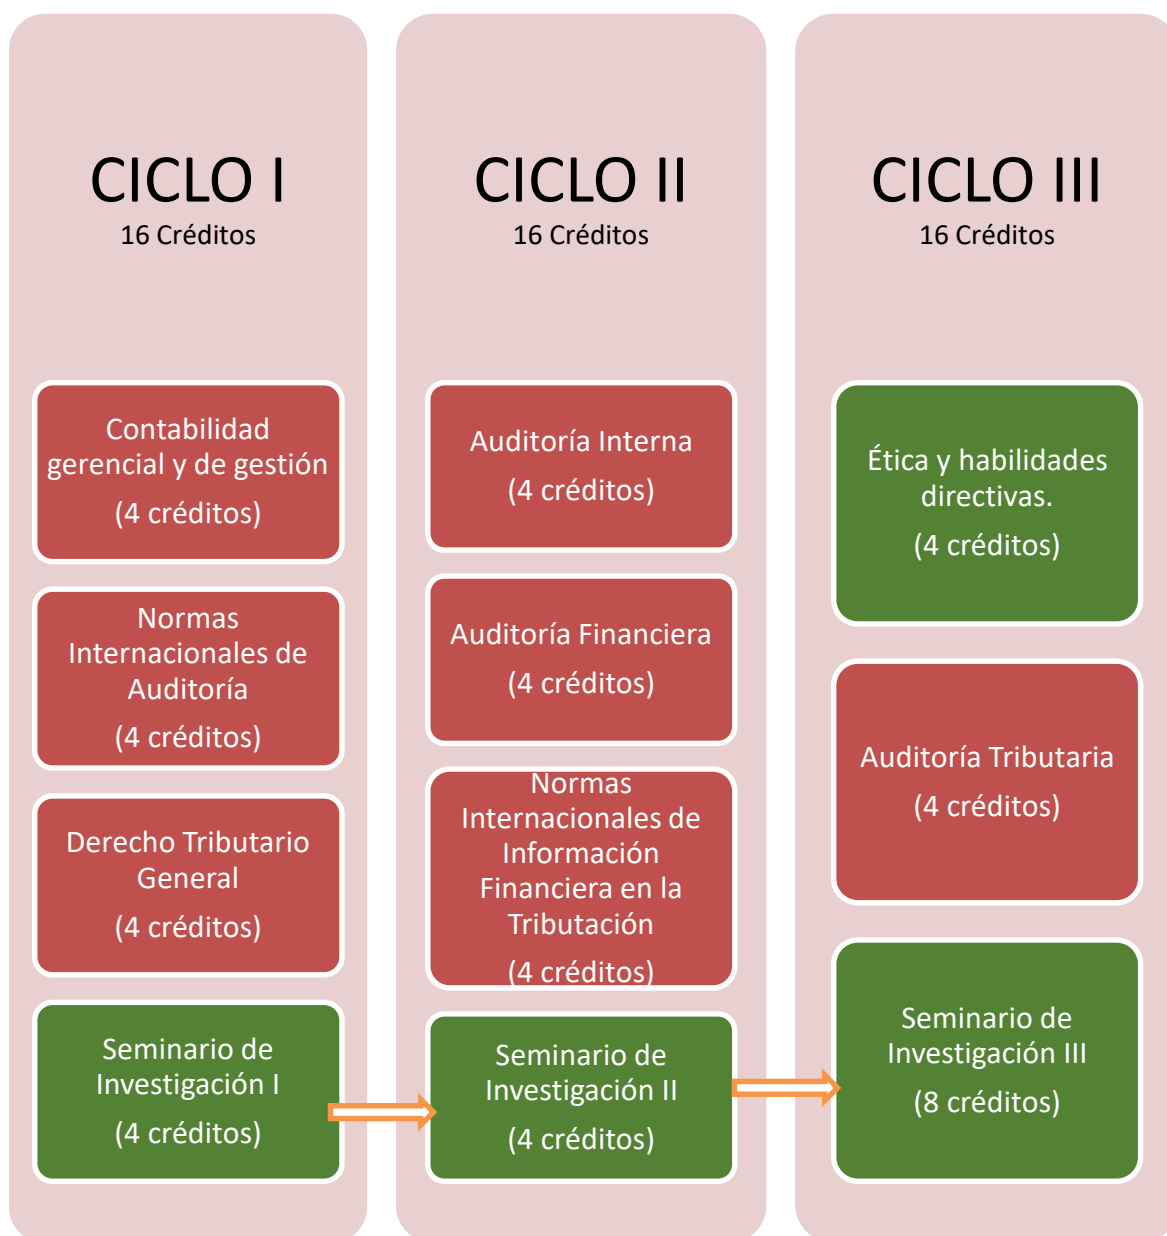 CICLO I
16 Créditos
Contabilidad
gerencial y de gestión
(4 créditos)
Normas
Internacionales de
Auditoría
(4 créditos)
Derecho Tributario
General
(4 créditos)
Seminario de
Investigación I
(4 créditos)
CICLO II
16 Créditos
Auditoría Interna
(4 créditos)
Auditoría Financiera
(4 créditos)
Normas
Internacionales de
Información
Financiera en la
Tributación
(4 créditos)
Seminario de
Investigación II
(4 créditos)
CICLO III
16 Créditos
Ética y habilidades
directivas.
(4 créditos)
Auditoría Tributaria
(4 créditos)
Seminario de
Investigación III
(8 créditos)